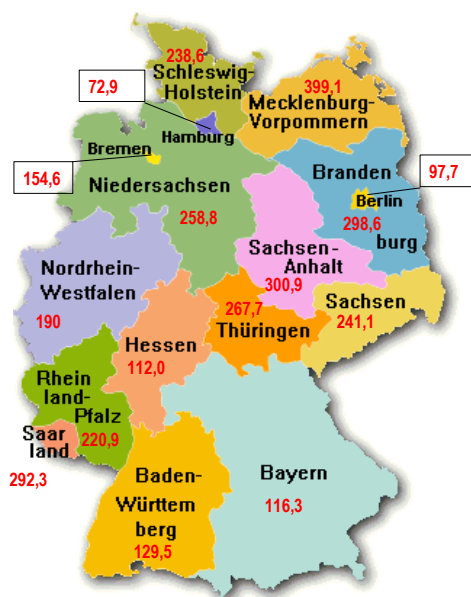 238,6
Schleswig-
Holstein
72,9
Hamburg
399,1
Mecklenburg-
Vorpommern
Bremen
154,6
Niedersachsen
258,8
Branden
burg
97,7
Berlin
298,6
Sachsen-
Anhalt
300,9
Nordrhein-
Westfalen
190
267,7
Thüringen
Sachsen
241,1
Hessen
112,0
Rhein
land-
Pfalz
220,9
Saar
land
292,3
Baden-
Württem
berg
129,5
Bayern
116,3